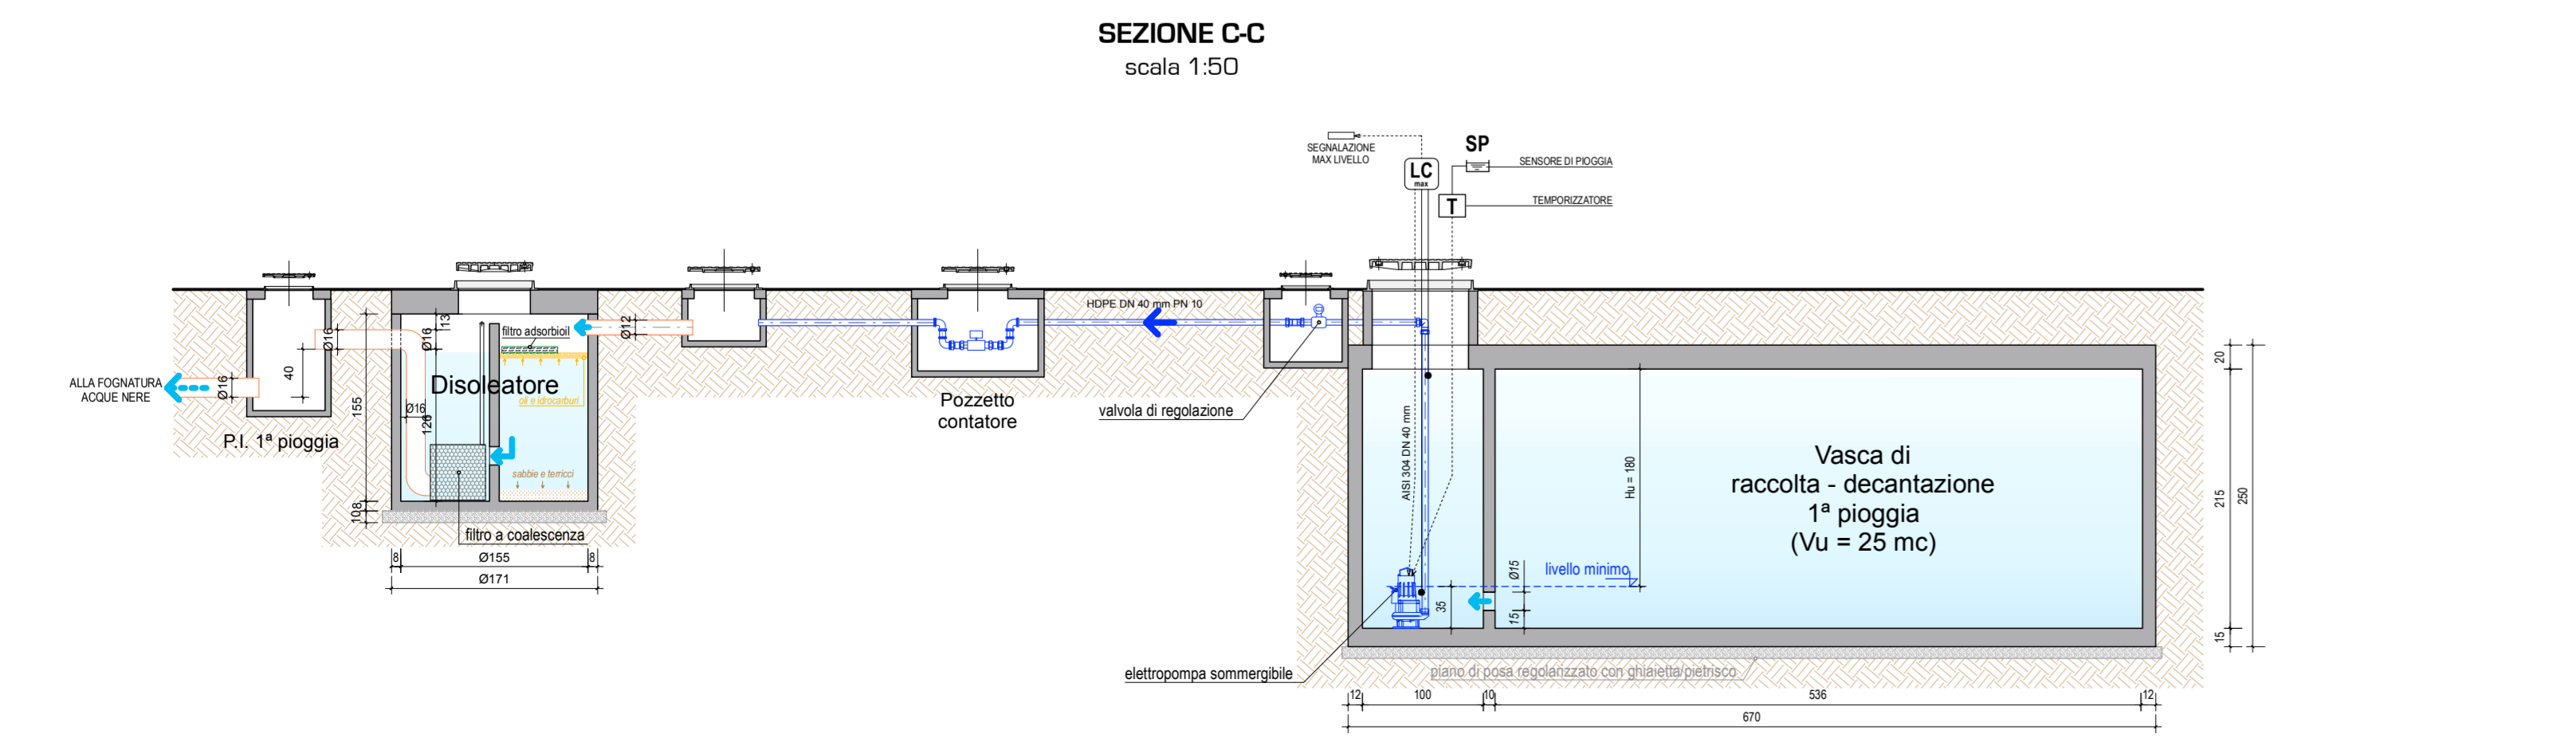 SEZIONE C-C
scala 1:50
SEGNALAZIONE
MAX LIVELLO
LC
max
SP
SENSORE DI PIOGGIA
T
TEMPORIZZATORE
ALLA FOGNATURA
ACQUE NERE
Ø16
40
Ø16
P.I. 1ª pioggia
155
8
10
Ø16
13
Ø16
126
Disoleatore
filtro adsorbioil
oli e idrocarburi
sabbie e terricci
filtro a coalescenza
8
Ø155
8
Ø171
Ø12
Pozzetto
contatore
HDPE DN 40 mm PN 10
valvola di regolazione
AISI 304 DN 40 mm
elettropompa sommergibile
35
15
Ø15
livello minimo
Hu = 180
Vasca di
raccolta - decantazione
1ª pioggia
(Vu = 25 mc)
piano di posa regolarizzato con ghiaietta/pietrisco
20
215
15
250
12
100
10
536
12
670